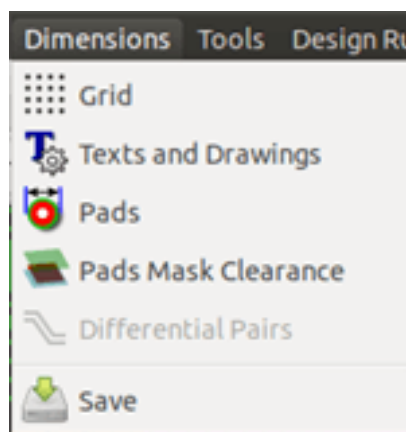 Dimensions Tools Design Ru
Grid
Texts and Drawings
Pads
Pads Mask Clearance
Differential Pairs
Save